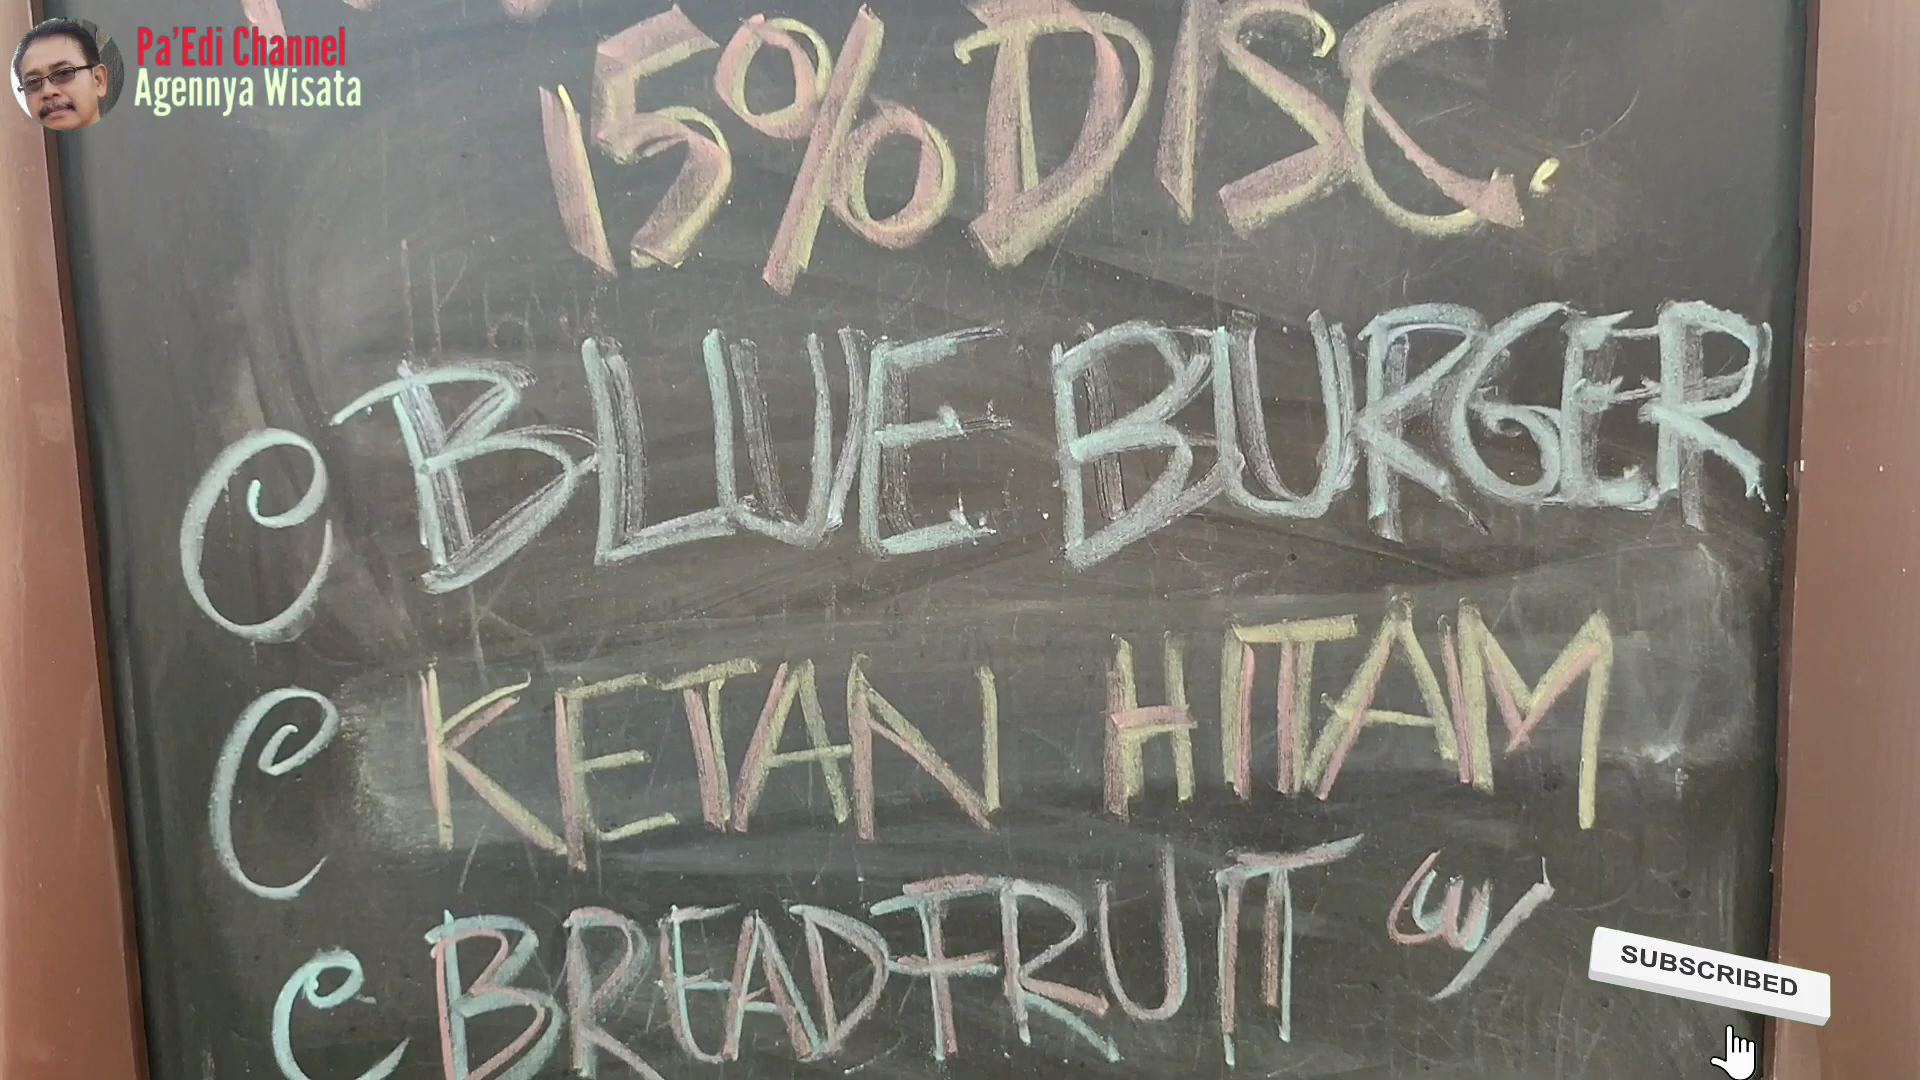 Pa'Edi Channel
Agennya Wisata
15% DISC.
BLUE BURGER
KETAN HITAM
BREADFRUIT w/
SUBSCRIBED